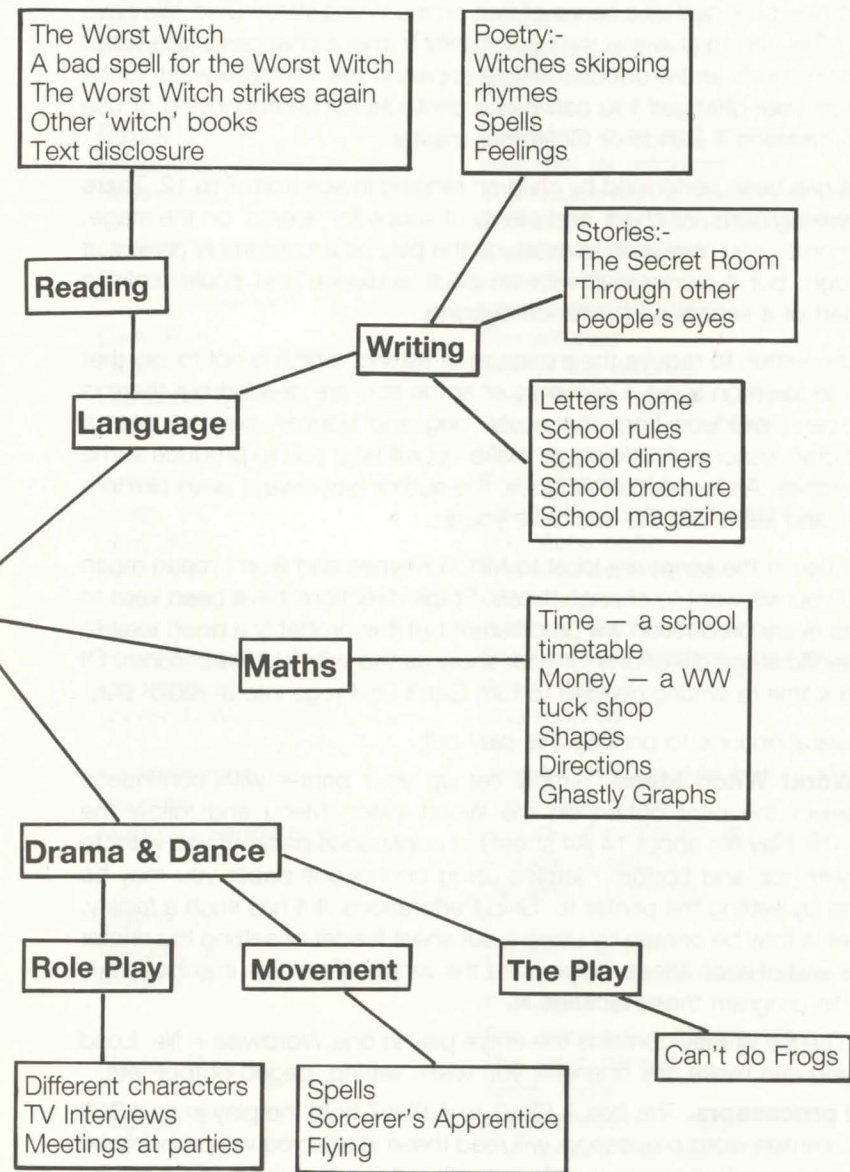 The Worst Witch
A bad spell for the Worst Witch
The Worst Witch strikes again
Other 'witch' books
Text disclosure
Poetry:-
Witches skipping
rhymes
Spells
Feelings
Stories:-
The Secret Room
Through other
people's eyes
Reading
Writing
Language
Letters home
School rules
School dinners
School brochure
School magazine
Maths
Time — a school
timetable
Money — a WW
tuck shop
Shapes
Directions
Ghastly Graphs
Drama & Dance
Role Play
Movement
The Play
Can't do Frogs
Different characters
TV Interviews
Meetings at parties
Spells
Sorcerer's Apprentice
Flying